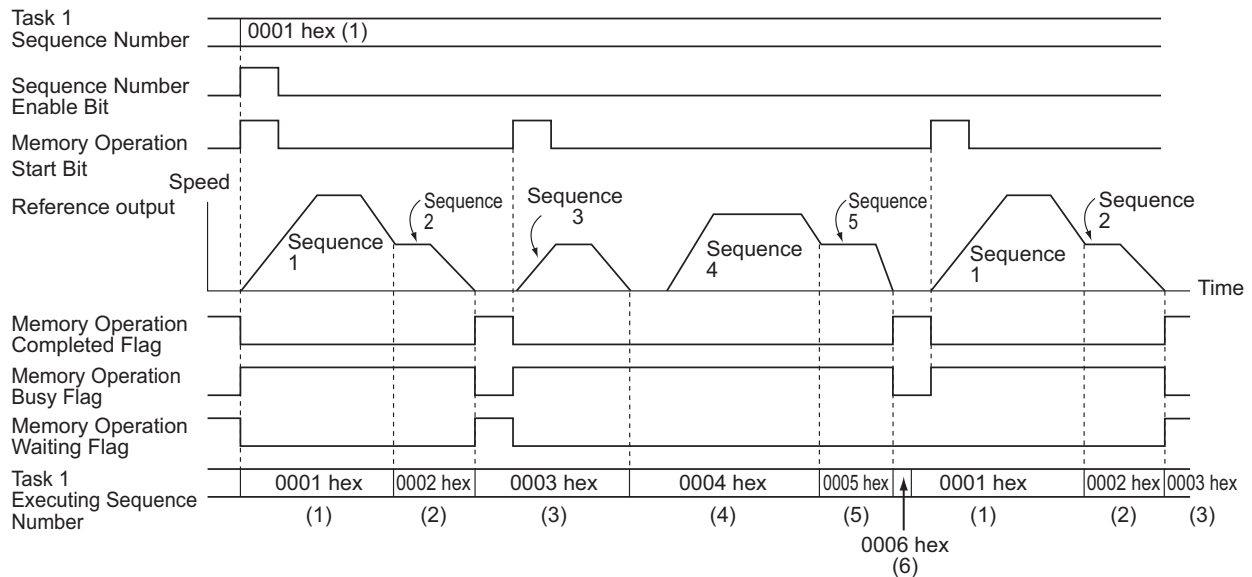 Task 1
Sequence Number
0001 hex (1)
Sequence Number
Enable Bit
Memory Operation
Start Bit
Speed
Reference output
Sequence
1
Sequence
2
Sequence
3
Sequence
4
Sequence
5
Sequence
1
Sequence
2
Time
Memory Operation
Completed Flag
Memory Operation
Busy Flag
Memory Operation
Waiting Flag
Task 1
Executing Sequence
Number
0001 hex 0002 hex 0003 hex 0004 hex 0005 hex 0001 hex 0002 hex 0003 hex
(1) (2) (3) (4) (5) (1) (2) (3)
0006 hex
(6)